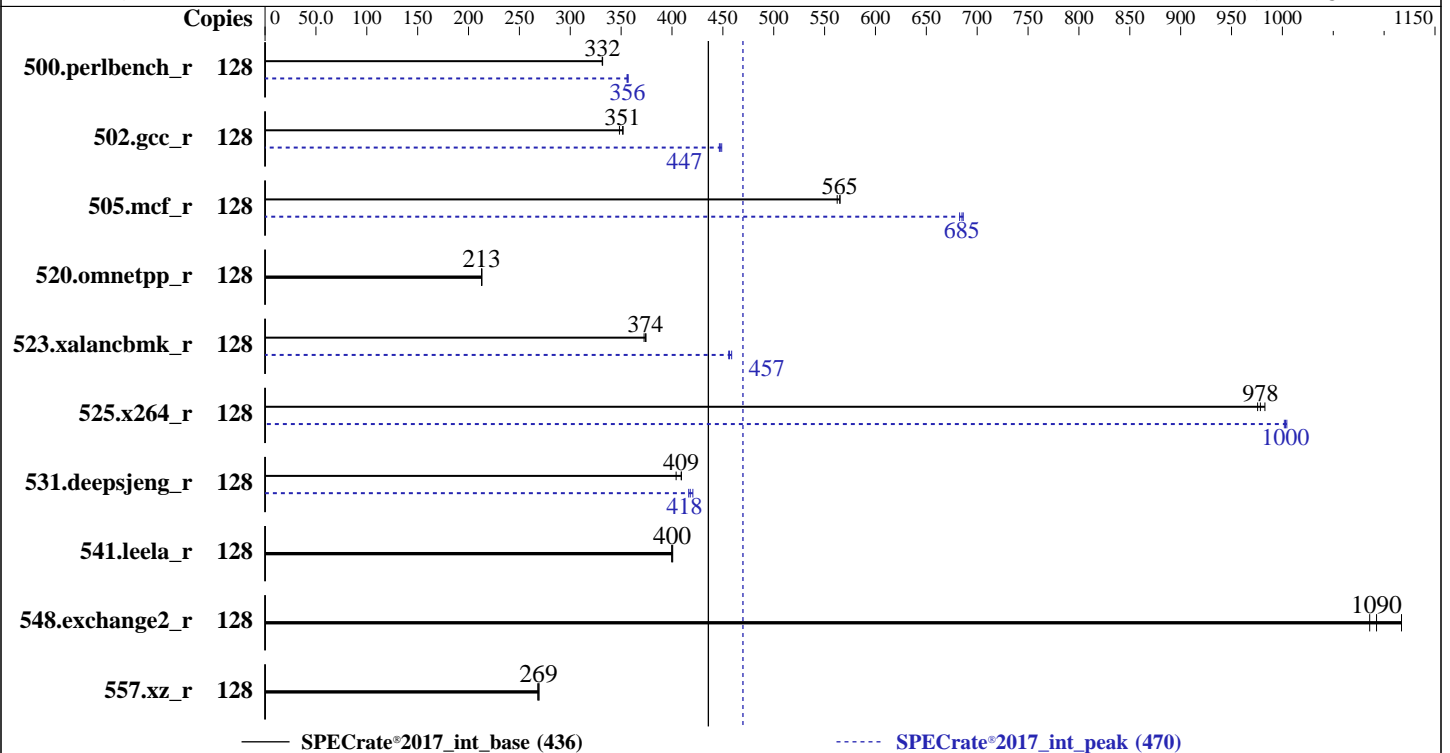 Copies 0 50.0 100 150 200 250 300 350 400 450 500 550 600 650 700 750 800 850 900 950 1000 1150
332
500.perlbench_r 128
356
351
502.gcc_r 128
447
565
505.mcf_r 128
685
213
520.omnetpp_r 128
374
523.xalancbmk_r 128
457
978
525.x264_r 128
1000
409
531.deepsjeng_r 128
418
400
541.leela_r 128
1090
548.exchange2_r 128
269
557.xz_r 128
SPECrate®2017_int_base (436) SPECrate®2017_int_peak (470)